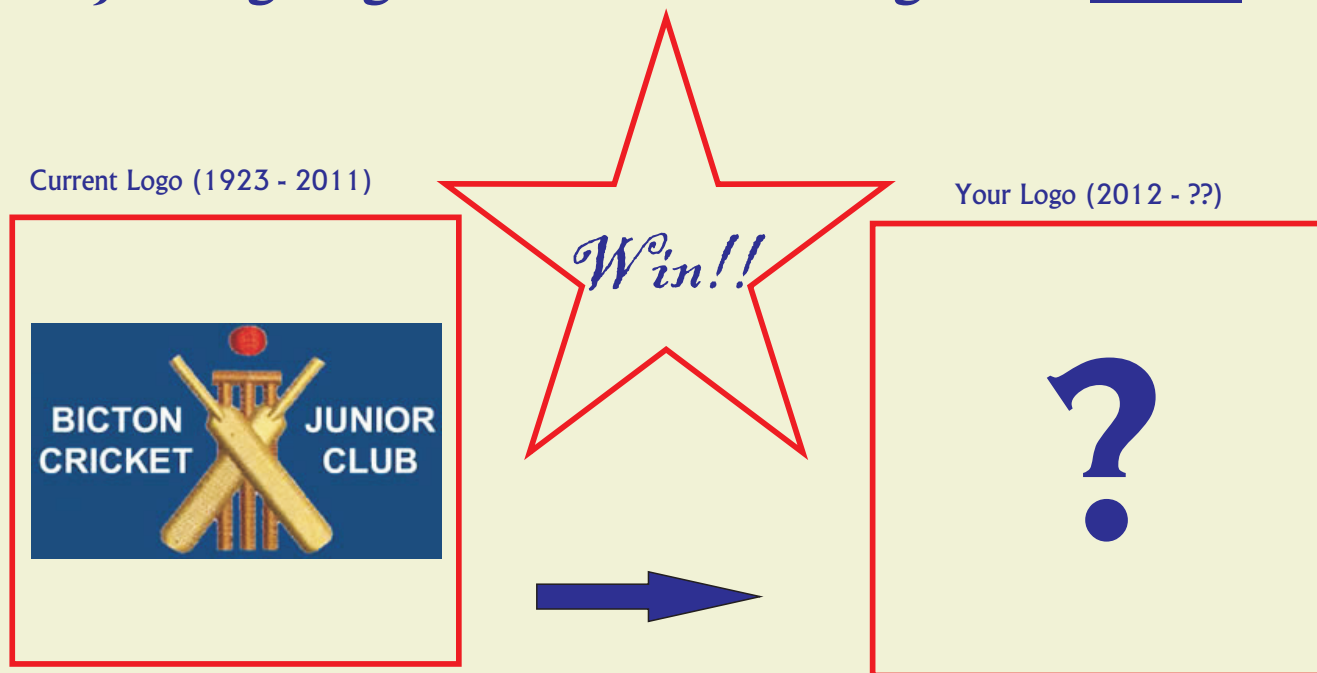 Current Logo (1923 - 2011)
Win!!
Your Logo (2012 - ??)
BICTON JUNIOR
CRICKET CLUB
?